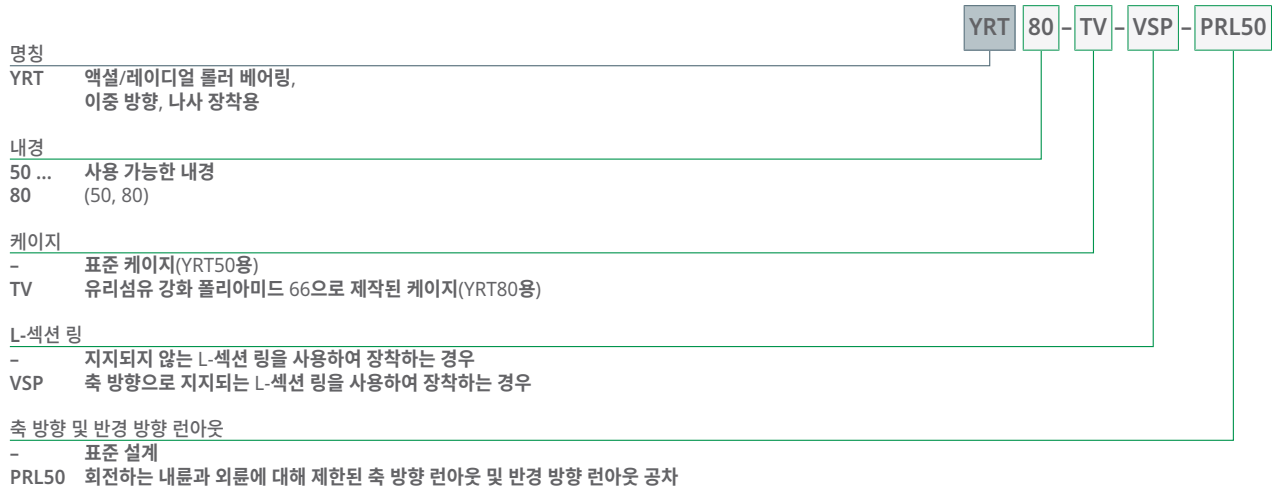 YRT 80 – TV – VSP – PRL50
명칭
YRT 액셜/레이디얼 롤러 베어링,
이중 방향, 나사 장착용
내경
50 ... 사용 가능한 내경
80 (50, 80)
케이지
– 표준 케이지(YRT50용)
TV 유리섬유 강화 폴리아미드 66으로 제작된 케이지(YRT80용)
L-섹션 링
– 지지되지 않는 L-섹션 링을 사용하여 장착하는 경우
VSP 축 방향으로 지지되는 L-섹션 링을 사용하여 장착하는 경우
축 방향 및 반경 방향 런아웃
– 표준 설계
PRL50 회전하는 내륜과 외륜에 대해 제한된 축 방향 런아웃 및 반경 방향 런아웃 공차